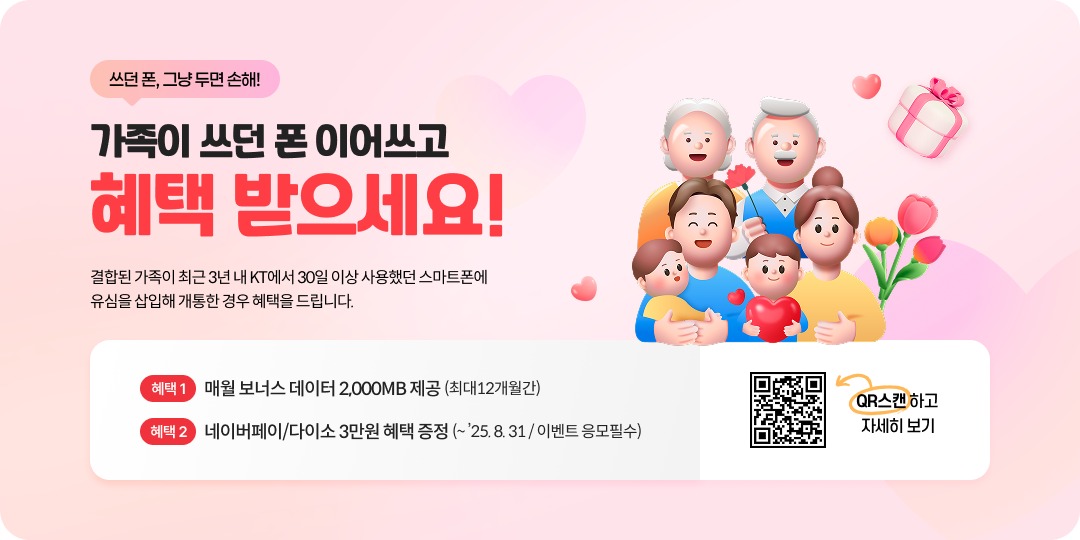 쓰던 폰, 그냥 두면 손해!
가족이 쓰던 폰 이어쓰고
혜택 받으세요!
결합된 가족이 최근 3년 내 KT에서 30일 이상 사용했던 스마트폰에
유심을 삽입해 개통한 경우 혜택을 드립니다.
혜택 1 매월 보너스 데이터 2,000MB 제공 (최대12개월간)
혜택 2 네이버페이/다이소 3만원 혜택 증정 (~ ’25. 8. 31 / 이벤트 응모필수)
QR스캔하고
자세히 보기